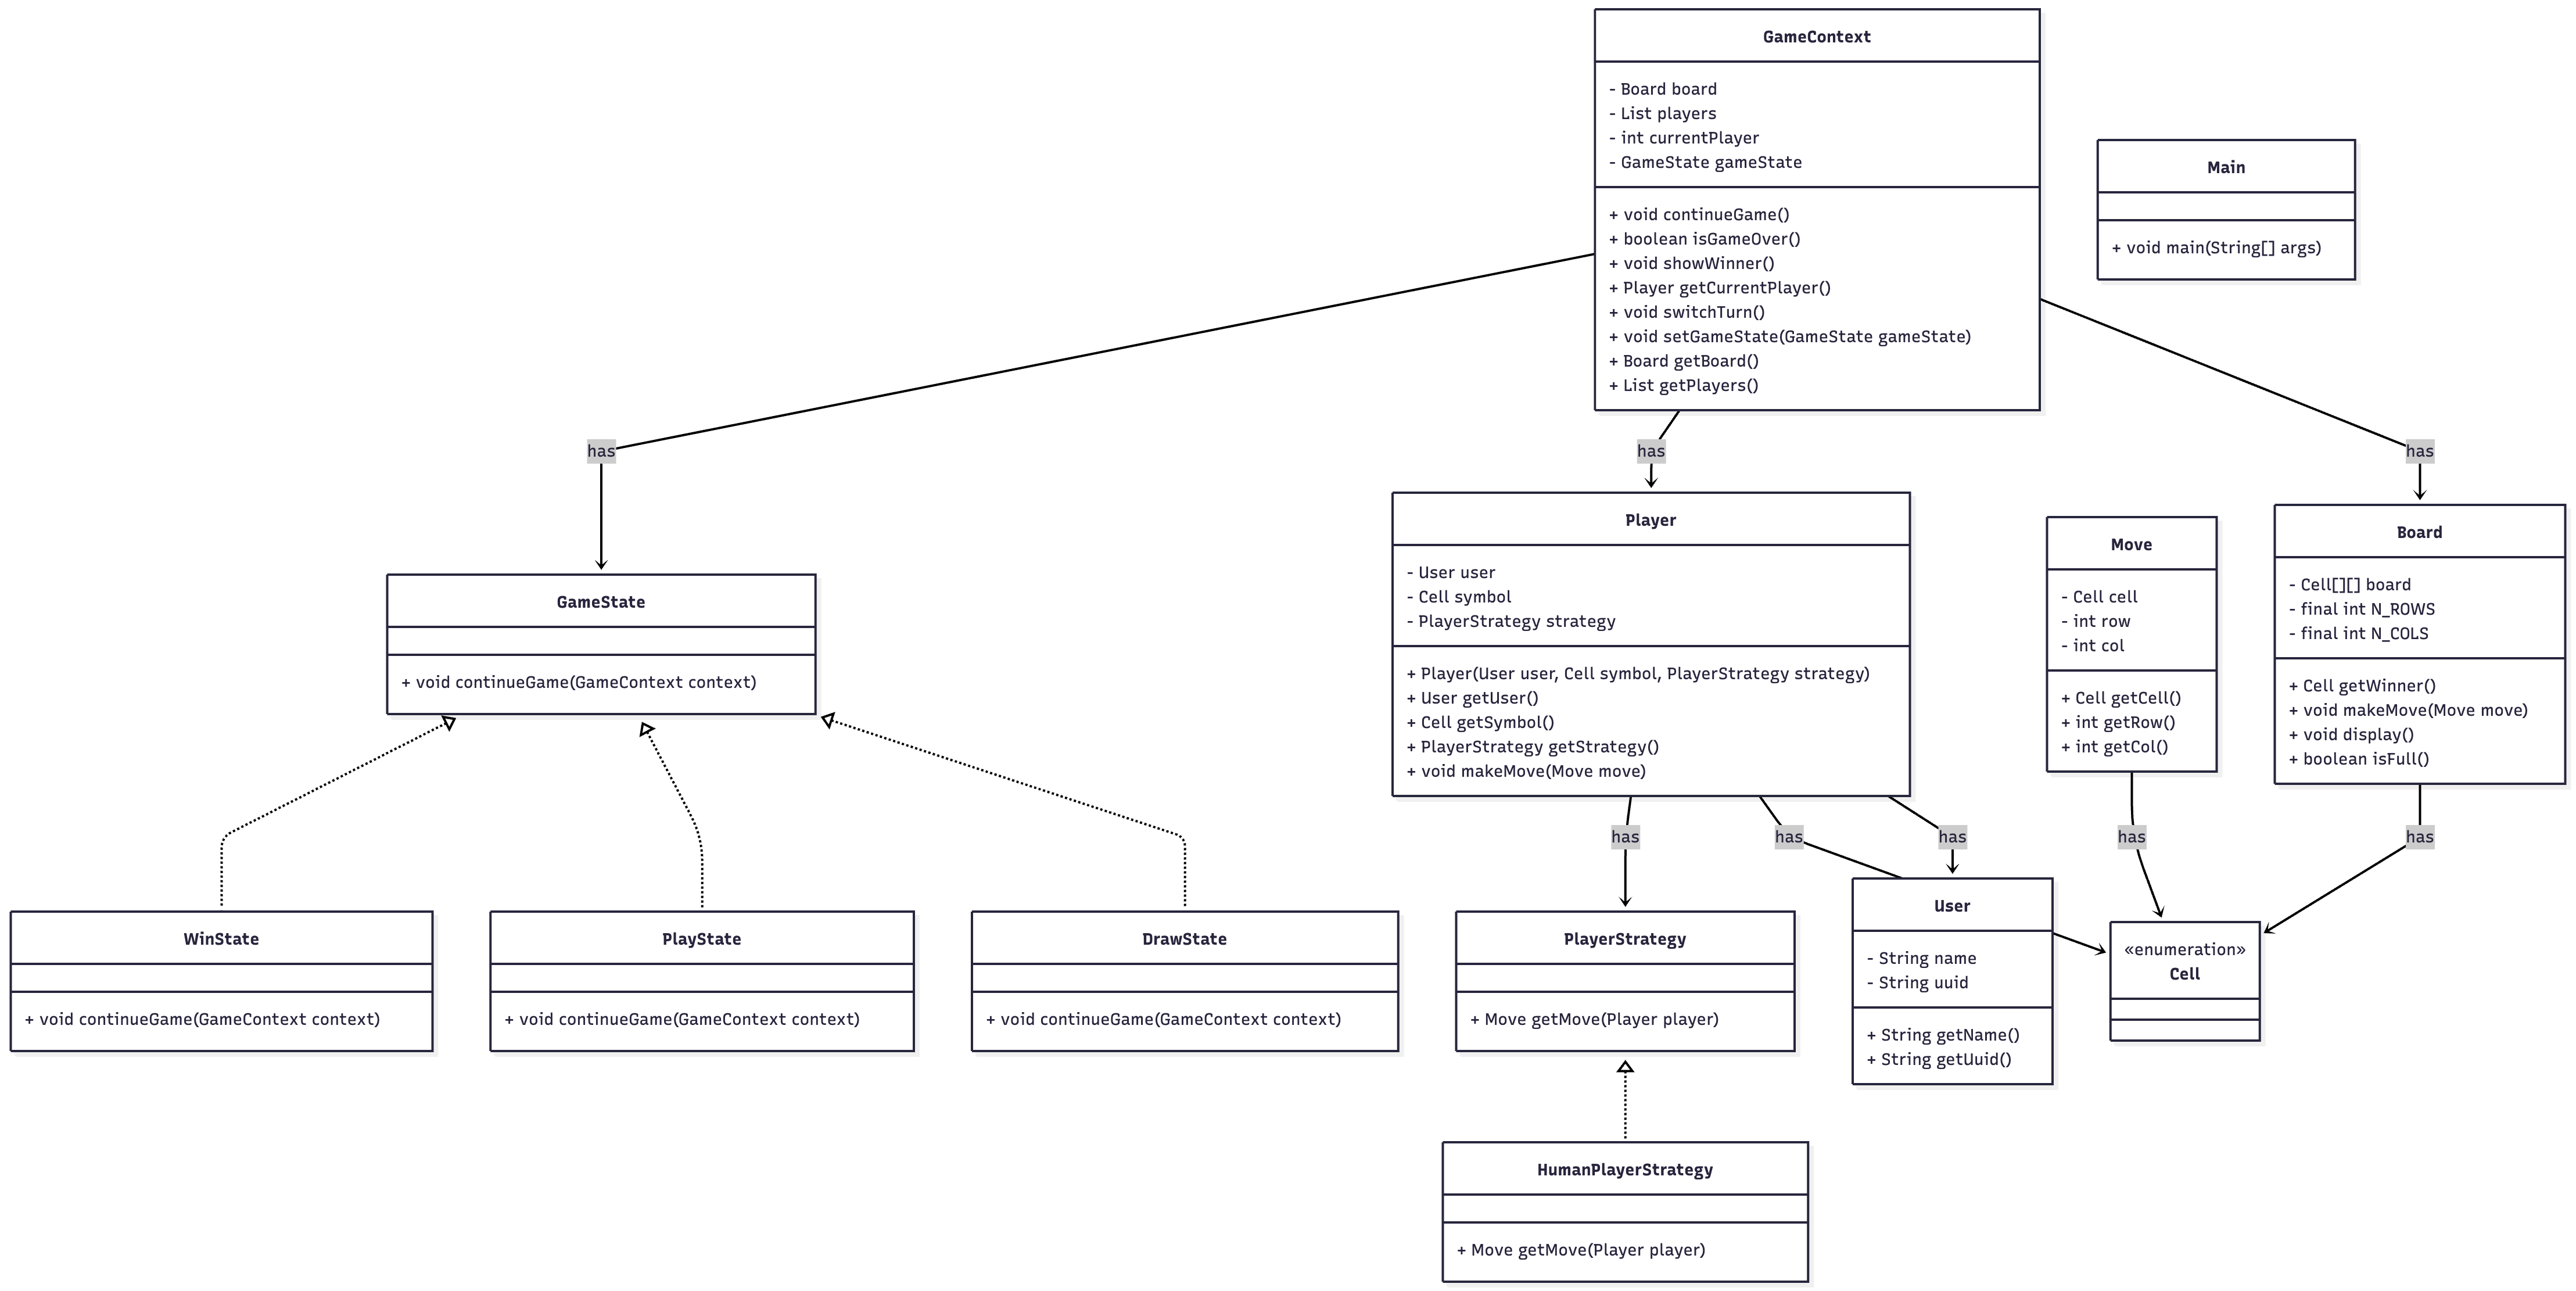 GameContext
- Board board
- List players
- int currentPlayer
- GameState gameState
+ void continueGame()
+ boolean isGameOver()
+ void showWinner()
+ Player getCurrentPlayer()
+ void switchTurn()
+ void setGameState(GameState gameState)
+ Board getBoard()
+ List getPlayers()
Main
+ void main(String[] args)
has
has
has
GameState
+ void continueGame(GameContext context)
Player
- User user
- Cell symbol
- PlayerStrategy strategy
+ Player(User user, Cell symbol, PlayerStrategy strategy)
+ User getUser()
+ Cell getSymbol()
+ PlayerStrategy getStrategy()
+ void makeMove(Move move)
Move
- Cell cell
- int row
- int col
+ Cell getCell()
+ int getRow()
+ int getCol()
Board
- Cell[][] board
- final int N_ROWS
- final int N_COLS
+ Cell getWinner()
+ void makeMove(Move move)
+ void display()
+ boolean isFull()
has
has
has
has
has
WinState
+ void continueGame(GameContext context)
PlayState
+ void continueGame(GameContext context)
DrawState
+ void continueGame(GameContext context)
PlayerStrategy
+ Move getMove(Player player)
User
- String name
- String uuid
+ String getName()
+ String getUuid()
«enumeration»
Cell
HumanPlayerStrategy
+ Move getMove(Player player)